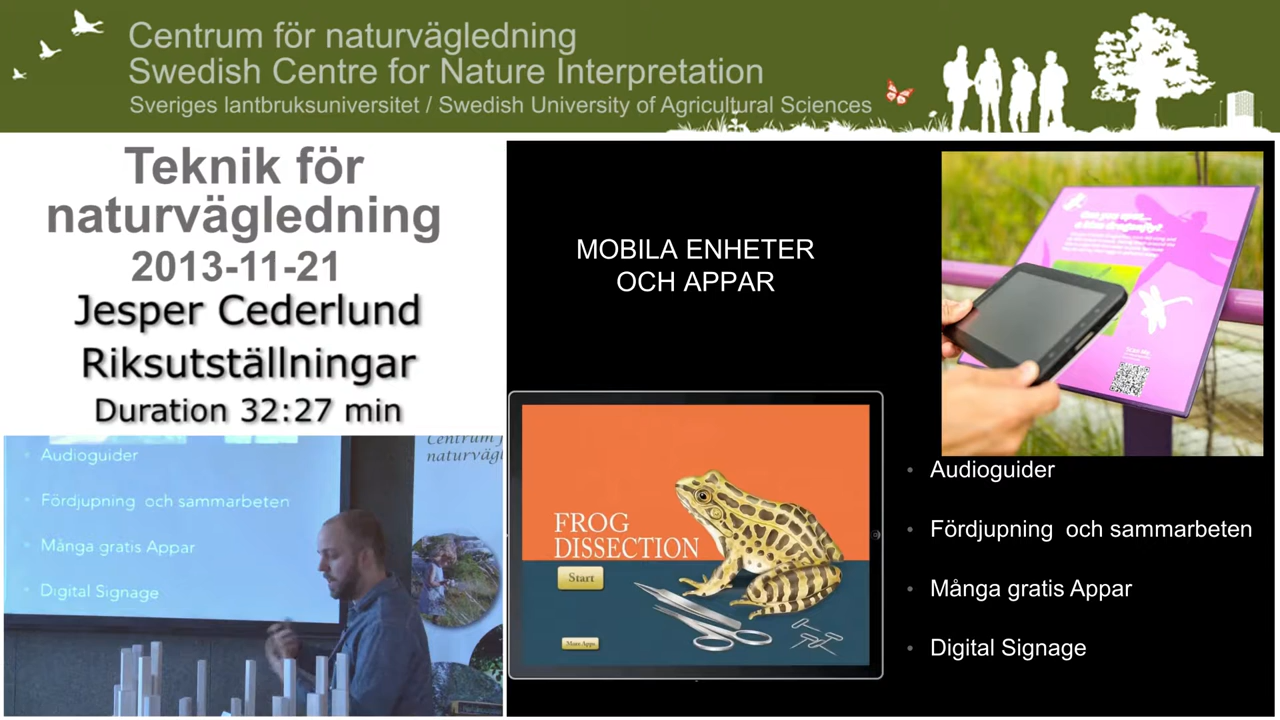 Centrum för naturvägledning
Swedish Centre for Nature Interpretation
Sveriges lantbruksuniversitet / Swedish University of Agricultural Sciences
Teknik för
naturvägledning
2013-11-21
Jesper Cederlund
Riksutställningar
Duration 32:27 min
Audioguider
Fördjupning och sammarbeten
Många gratis Appar
Digital Signage
naturväg
MOBILA ENHETER
OCH APPAR
FROG
DISSECTION
Start
More Apps
Audioguider
Fördjupning och sammarbeten
Många gratis Appar
Digital Signage